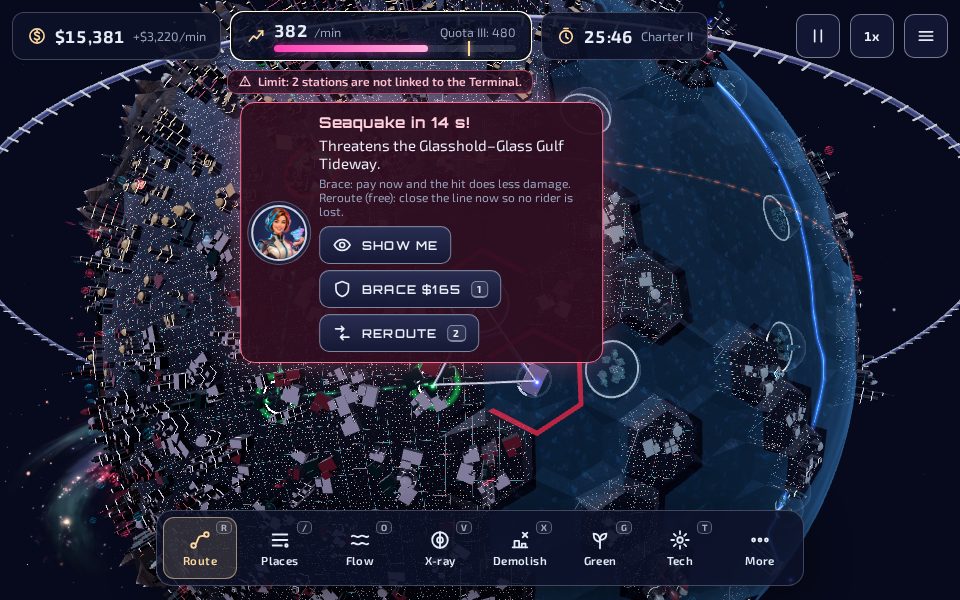 $15,381 +$3,220/min
382 /min Quota III: 480
25:46 Charter II
1x
Limit: 2 stations are not linked to the Terminal.
Seaquake in 14 s!
Threatens the Glasshold–Glass Gulf
Tideway.
Brace: pay now and the hit does less damage.
Reroute (free): close the line now so no rider is
lost.
SHOW ME
BRACE $165 1
REROUTE 2
R / O V X G T
Route Places Flow X-ray Demolish Green Tech More